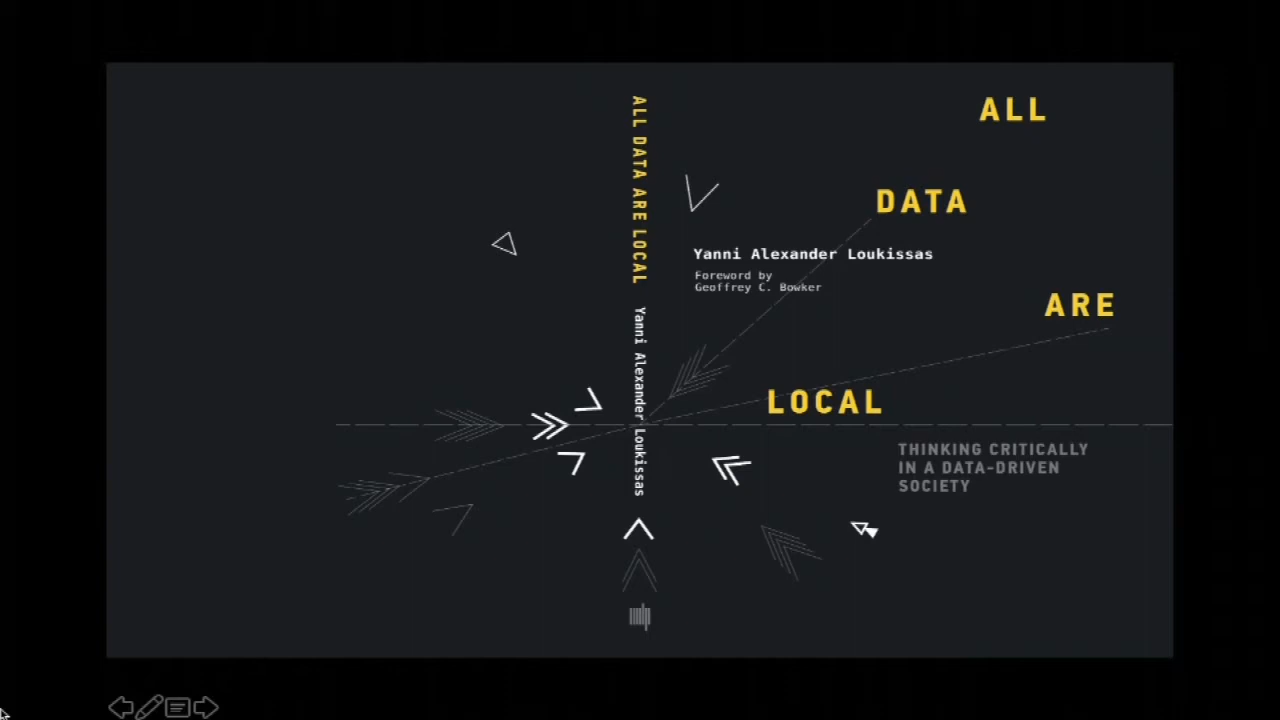 ALL DATA ARE LOCAL Yanni Alexander Loukissas
ALL
DATA
Yanni Alexander Loukissas
Foreword by
Geoffrey C. Bowker
ARE
LOCAL
THINKING CRITICALLY
IN A DATA-DRIVEN
SOCIETY